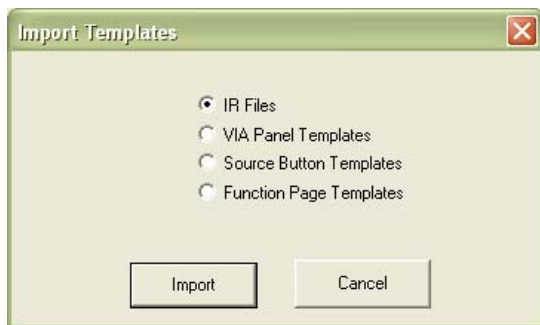 Import Templates
IR Files
VIA Panel Templates
Source Button Templates
Function Page Templates
Import Cancel